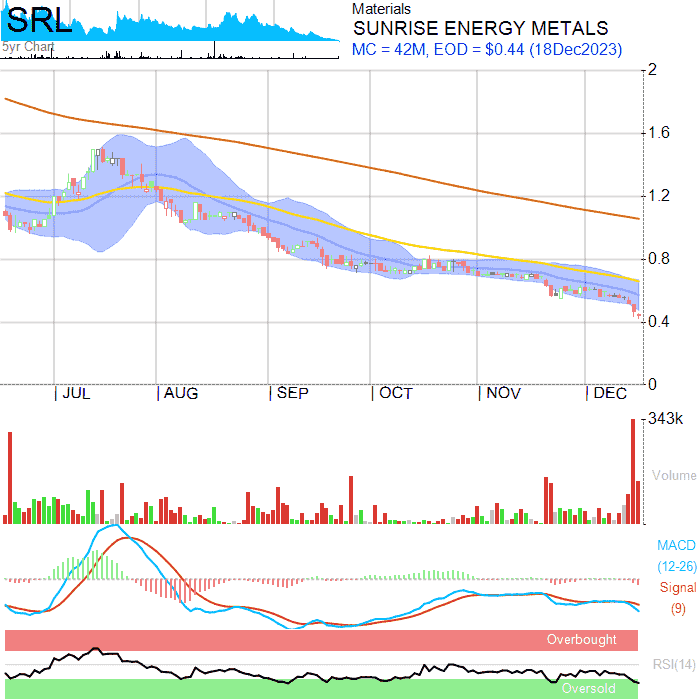 SRL
5yr Chart
Materials
SUNRISE ENERGY METALS
MC = 42M, EOD = $0.44 (18Dec2023)
2
1.6
1.2
0.8
0.4
0
JUL AUG SEP OCT NOV DEC
343k
Volume
MACD
(12-26)
Signal
(9)
Overbought
RSI(14)
Oversold